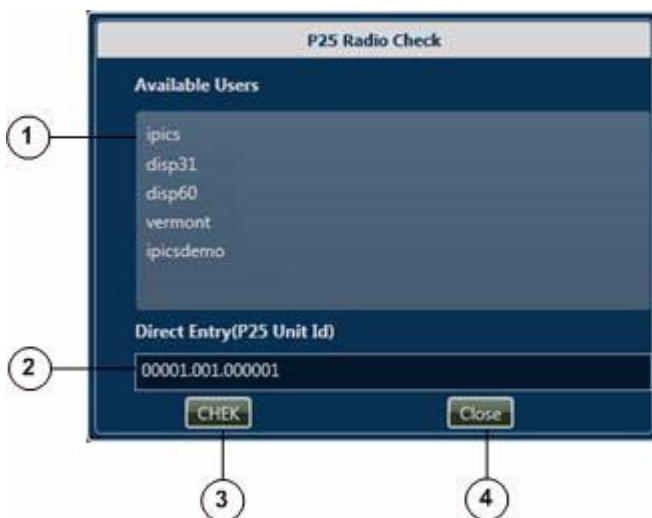 P25 Radio Check
Available Users
1
ipics
disp31
disp60
vermont
ipicsdemo
Direct Entry(P25 Unit Id)
2
00001.001.000001
CHEK
Close
3
4